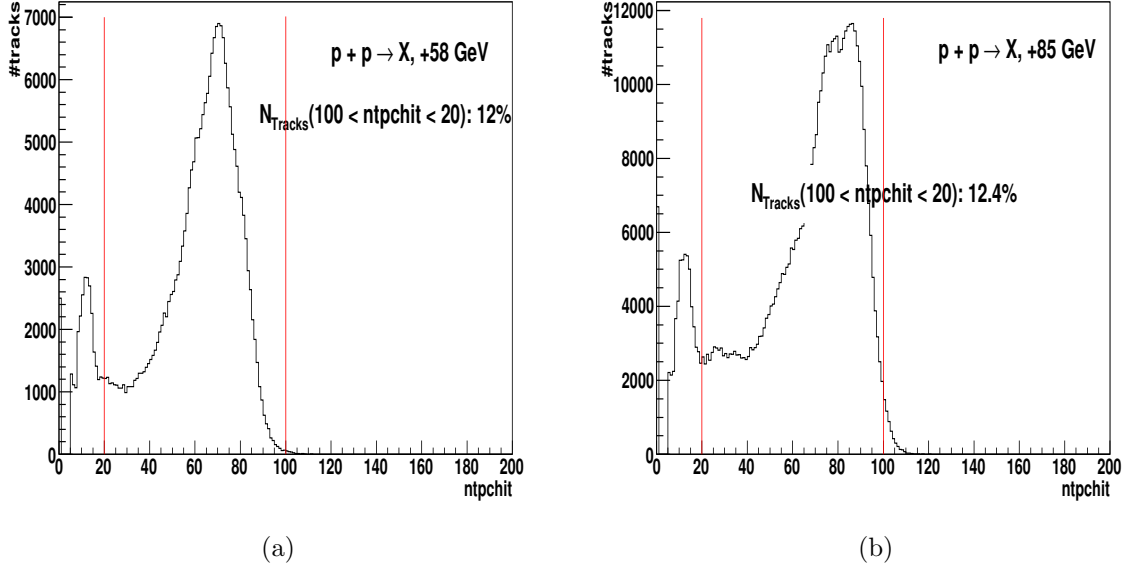 #tracks
7000
6000
5000
4000
3000
2000
1000
0
p + p → X, +58 GeV
N_Tracks(100 < ntpchit < 20): 12%
0 20 40 60 80 100 120 140 160 180 200
ntpchit
(a)
#tracks
12000
10000
8000
6000
4000
2000
0
p + p → X, +85 GeV
N_Tracks(100 < ntpchit < 20): 12.4%
0 20 40 60 80 100 120 140 160 180 200
ntpchit
(b)